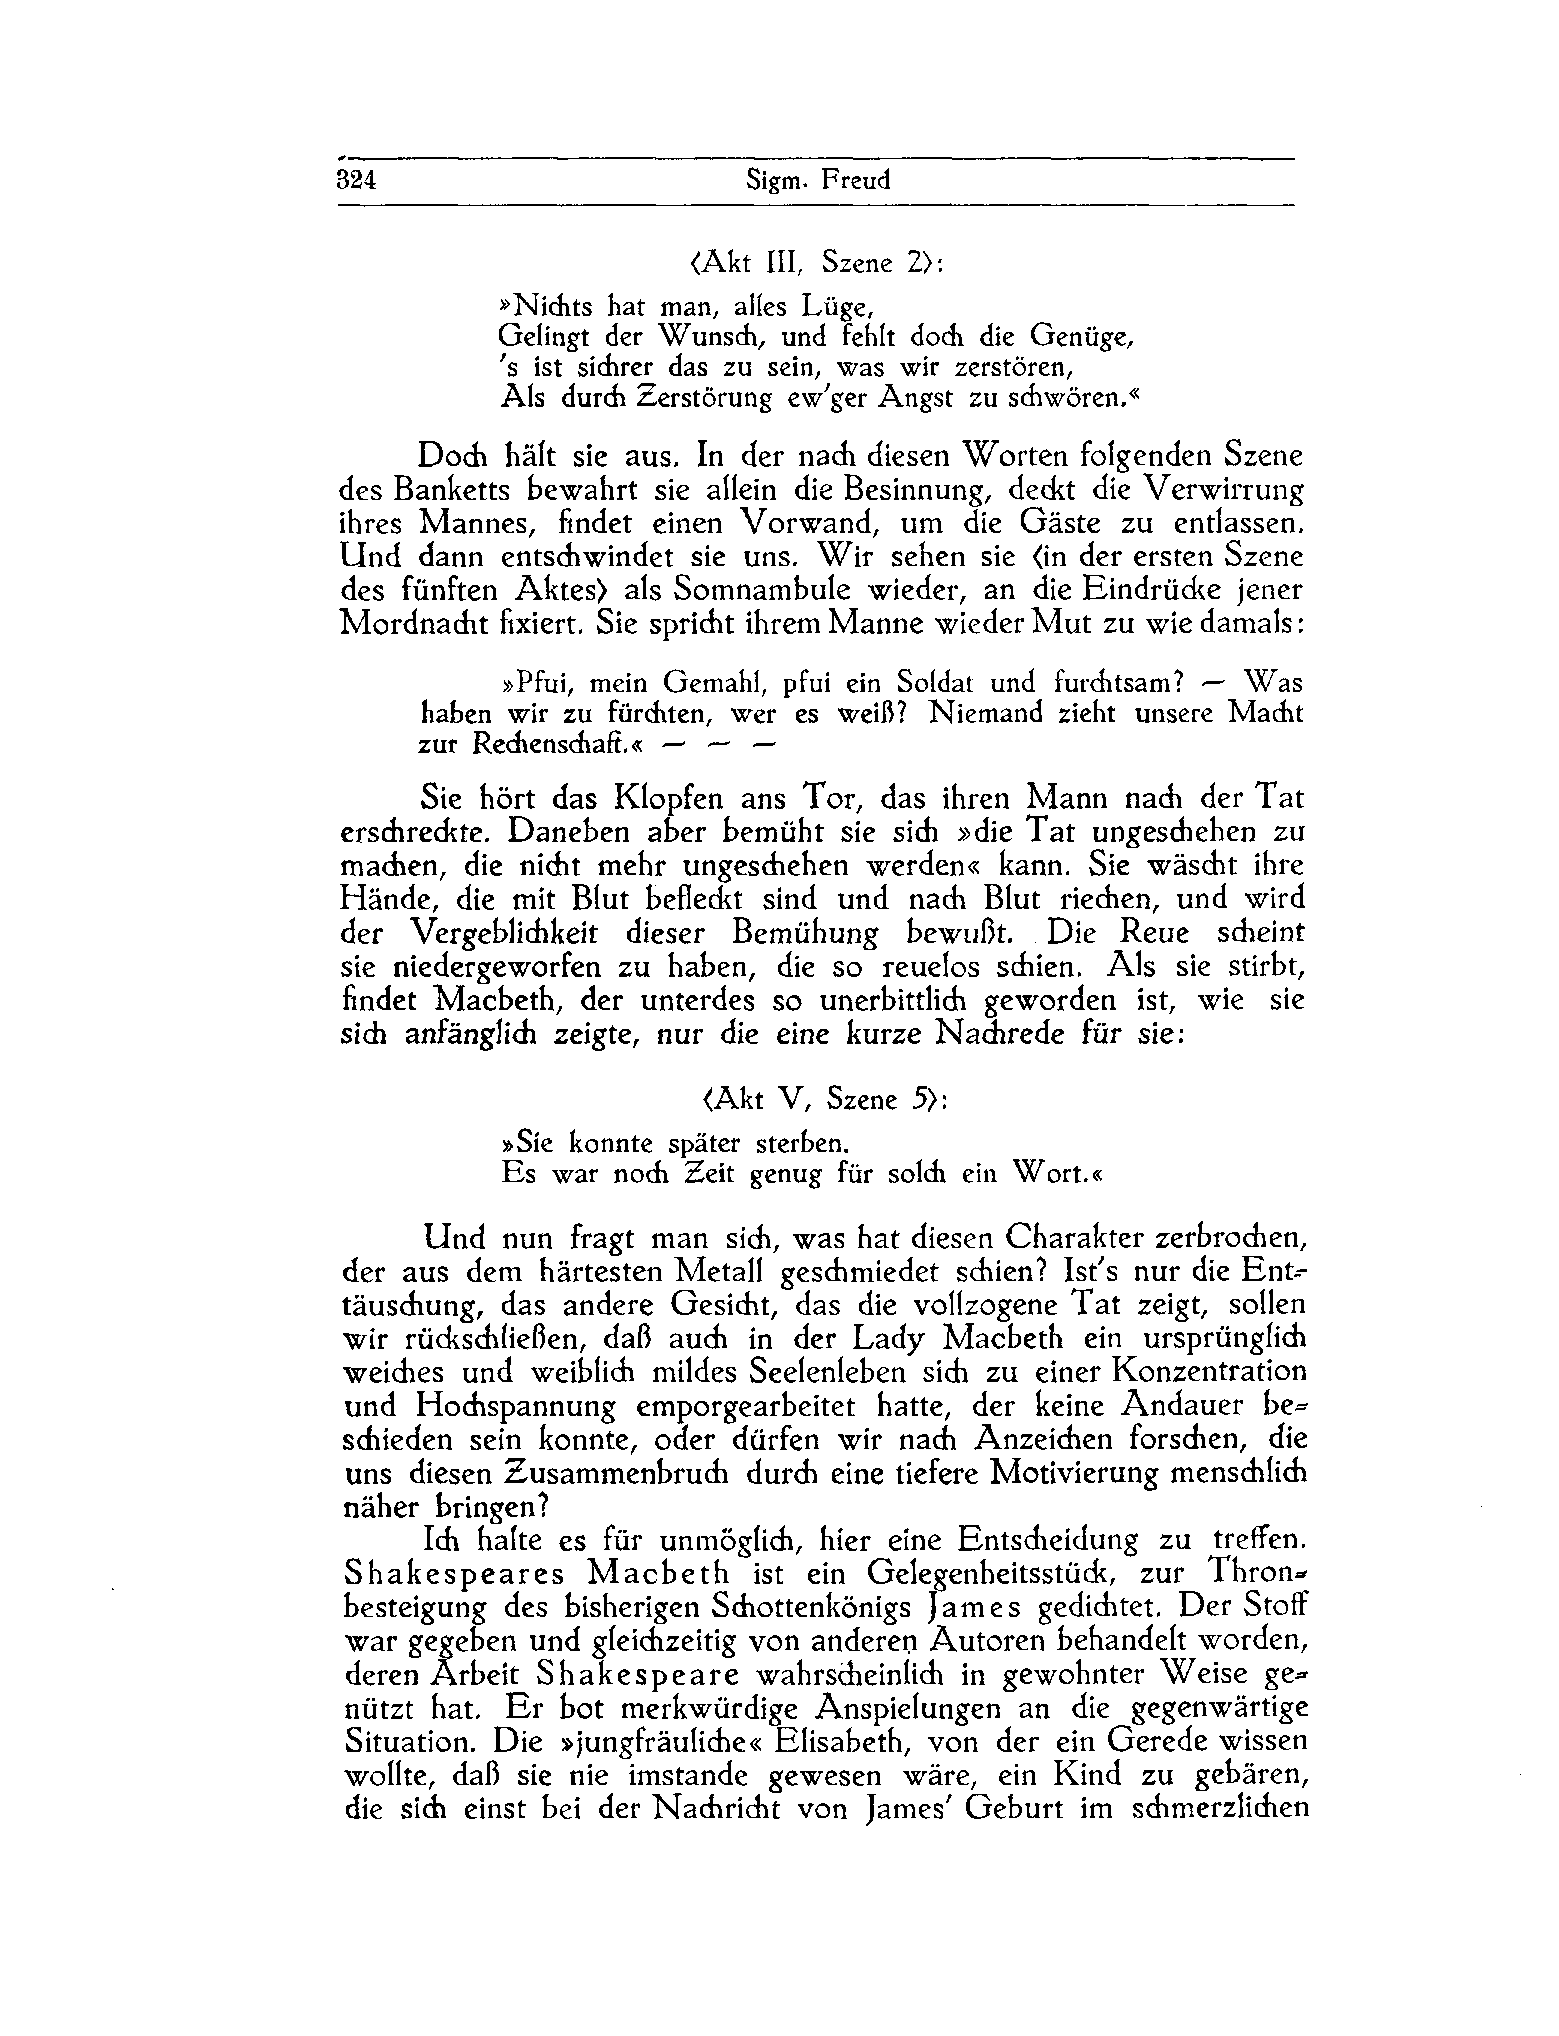 324 Sigm. Freud
⟨Akt III, Szene 2⟩:
»Nichts hat man, alles Lüge,
Gelingt der Wunsch, und fehlt doch die Genüge,
's ist sichrer das zu sein, was wir zerstören,
Als durch Zerstörung ew'ger Angst zu schwören.«
Doch hält sie aus. In der nach diesen Worten folgenden Szene
des Banketts bewahrt sie allein die Besinnung, deckt die Verwirrung
ihres Mannes, findet einen Vorwand, um die Gäste zu entlassen.
Und dann entschwindet sie uns. Wir sehen sie ⟨in der ersten Szene
des fünften Aktes⟩ als Somnambule wieder, an die Eindrücke jener
Mordnacht fixiert. Sie spricht ihrem Manne wieder Mut zu wie damals:
»Pfui, mein Gemahl, pfui ein Soldat und furchtsam? — Was
haben wir zu fürchten, wer es weiß? Niemand zieht unsere Macht
zur Rechenschaft.« — — —
Sie hört das Klopfen ans Tor, das ihren Mann nach der Tat
erschreckte. Daneben aber bemüht sie sich »die Tat ungeschehen zu
machen, die nicht mehr ungeschehen werden« kann. Sie wäscht ihre
Hände, die mit Blut befleckt sind und nach Blut riechen, und wird
der Vergeblichkeit dieser Bemühung bewußt. Die Reue scheint
sie niedergeworfen zu haben, die so reuelos schien. Als sie stirbt,
findet Macbeth, der unterdes so unerbittlich geworden ist, wie sie
sich anfänglich zeigte, nur die eine kurze Nachrede für sie:
⟨Akt V, Szene 5⟩:
»Sie konnte später sterben.
Es war noch Zeit genug für solch ein Wort.«
Und nun fragt man sich, was hat diesen Charakter zerbrochen,
der aus dem härtesten Metall geschmiedet schien? Ist's nur die Ent-
täuschung, das andere Gesicht, das die vollzogene Tat zeigt, sollen
wir rückschließen, daß auch in der Lady Macbeth ein ursprünglich
weiches und weiblich mildes Seelenleben sich zu einer Konzentration
und Hochspannung emporgearbeitet hatte, der keine Andauer be-
schieden sein konnte, oder dürfen wir nach Anzeichen forschen, die
uns diesen Zusammenbruch durch eine tiefere Motivierung menschlich
näher bringen?
Ich halte es für unmöglich, hier eine Entscheidung zu treffen.
Shakespeares Macbeth ist ein Gelegenheitsstück, zur Thron-
besteigung des bisherigen Schottenkönigs James gedichtet. Der Stoff
war gegeben und gleichzeitig von anderen Autoren behandelt worden,
deren Arbeit Shakespeare wahrscheinlich in gewohnter Weise ge-
nützt hat. Er bot merkwürdige Anspielungen an die gegenwärtige
Situation. Die »jungfräuliche« Elisabeth, von der ein Gerede wissen
wollte, daß sie nie imstande gewesen wäre, ein Kind zu gebären,
die sich einst bei der Nachricht von James' Geburt im schmerzlichen